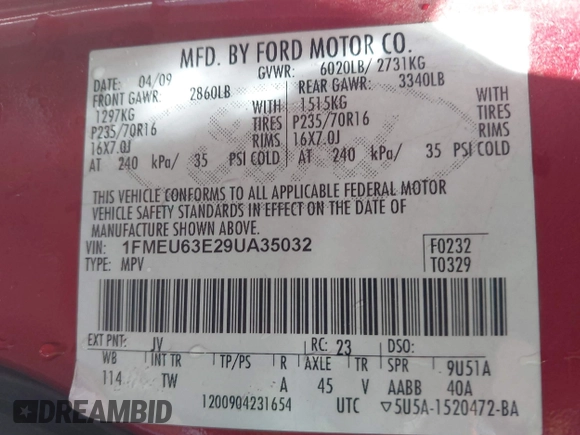 MFD. BY FORD MOTOR CO.
DATE: 04/09 GVWR: 6020LB/ 2731KG
FRONT GAWR: 2860LB REAR GAWR: 3340LB
1297KG 1515KG
P235/70R16 TIRES P235/70R16 TIRES
16X7.0J RIMS 16X7.0J RIMS
AT 240 kPa/ 35 PSI COLD AT 240 kPa/ 35 PSI COLD
THIS VEHICLE CONFORMS TO ALL APPLICABLE FEDERAL MOTOR
VEHICLE SAFETY STANDARDS IN EFFECT ON THE DATE OF
MANUFACTURE SHOWN ABOVE.
VIN: 1FMEU63E29UA35032 F0232
TYPE: MPV T0329
EXT PNT: JV RC: 23 DSO:
WB INT TR TP/PS R AXLE TR SPR 9U51A
114 TW A 45 V AABB 40A
1200904231654 UTC ▽5U5A-1520472-BA
© 2026 AUTOBIDMASTER